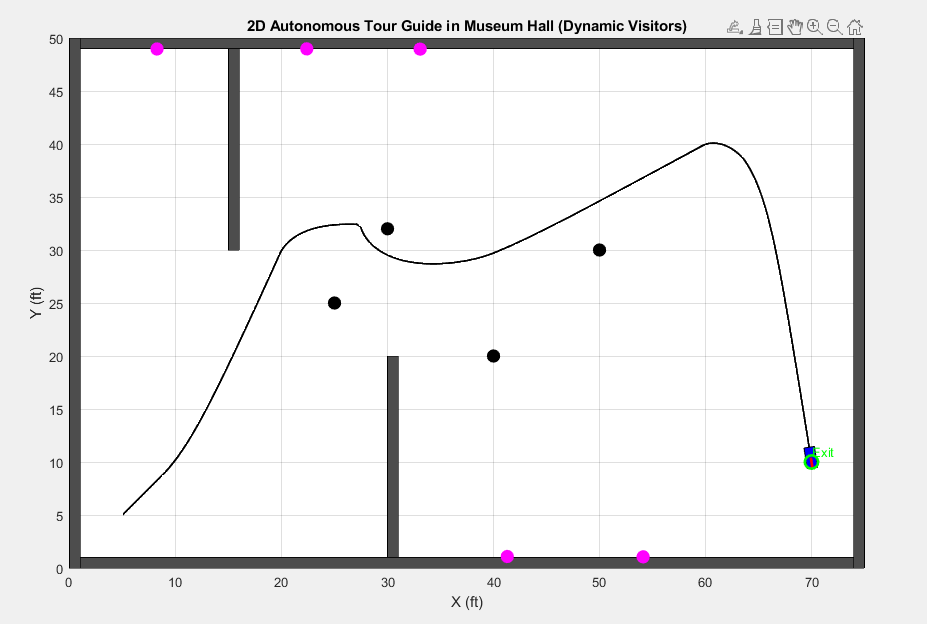 2D Autonomous Tour Guide in Museum Hall (Dynamic Visitors)
50
45
40
35
30
25
20
15
10
5
0
Y (ft)
Exit
0 10 20 30 40 50 60 70
X (ft)